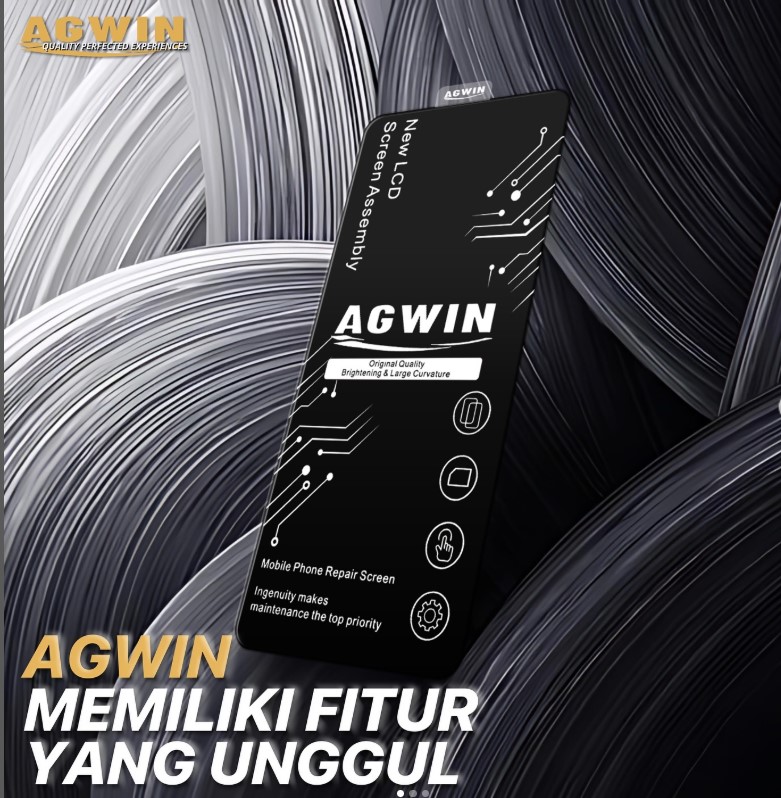 AGWIN
QUALITY PERFECTED EXPERIENCES
AGWIN
New LCD
Screen Assembly
AGWIN
Original Quality
Brightening & Large Curvature
Mobile Phone Repair Screen
Ingenuity makes
maintenance the top priority
AGWIN
MEMILIKI FITUR
YANG UNGGUL